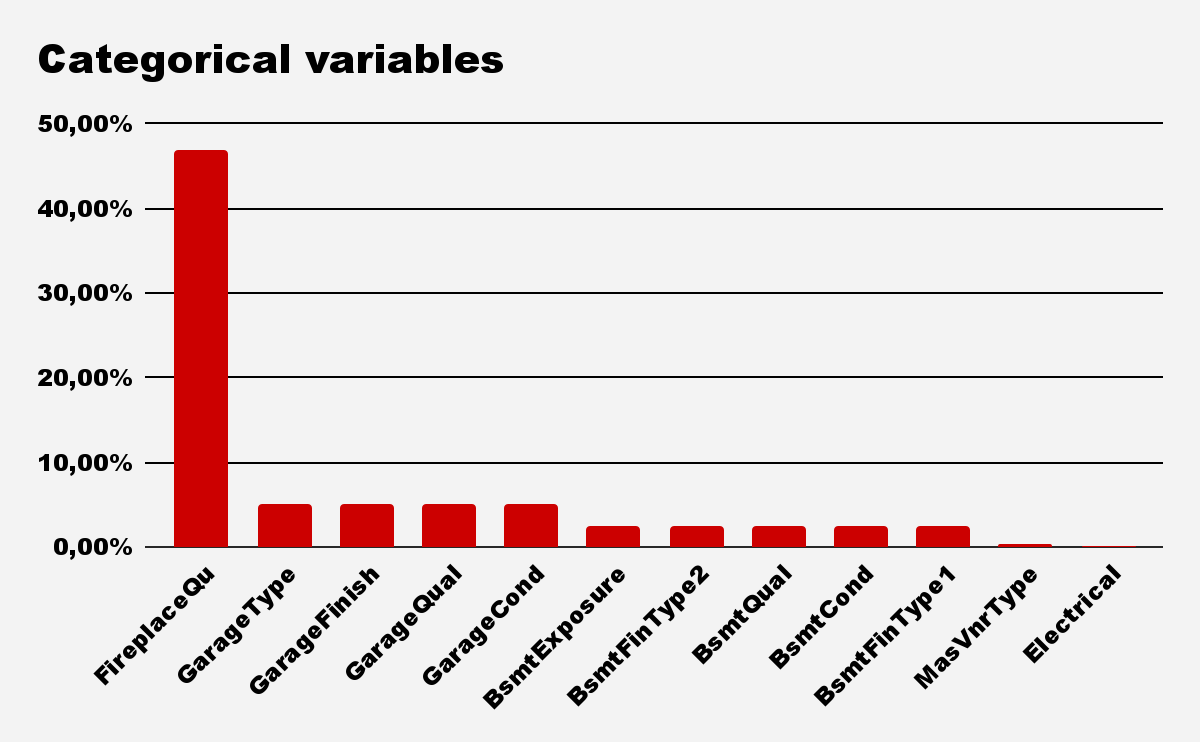 Categorical variables
50,00%
40,00%
30,00%
20,00%
10,00%
0,00%
FireplaceQu
GarageType
GarageFinish
GarageQual
GarageCond
BsmtExposure
BsmtFinType2
BsmtQual
BsmtCond
BsmtFinType1
MasVnrType
Electrical